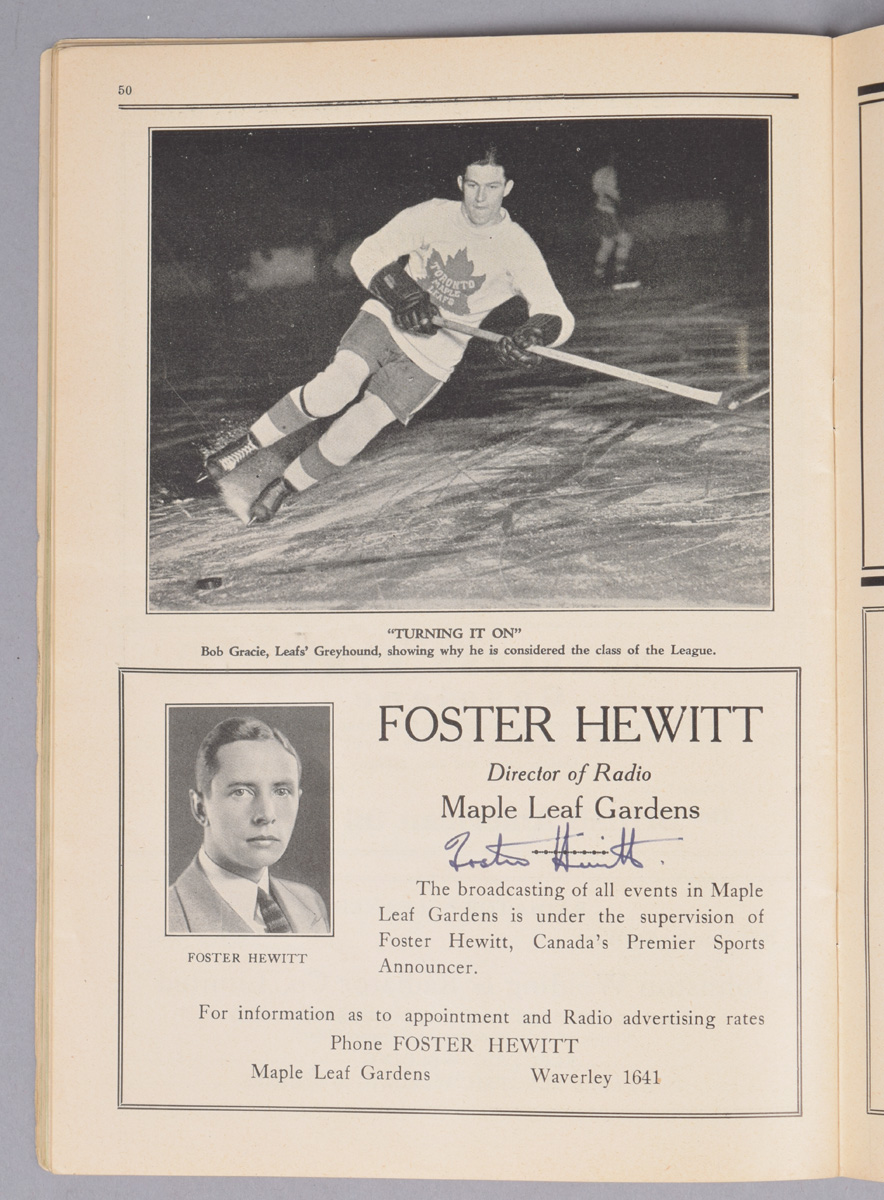 50
TORONTO
MAPLE
LEAFS
"TURNING IT ON"
Bob Gracie, Leafs' Greyhound, showing why he is considered the class of the League.
FOSTER HEWITT
Director of Radio
Maple Leaf Gardens
Foster Hewitt.
The broadcasting of all events in Maple
Leaf Gardens is under the supervision of
Foster Hewitt, Canada's Premier Sports
Announcer.
FOSTER HEWITT
For information as to appointment and Radio advertising rates
Phone FOSTER HEWITT
Maple Leaf Gardens Waverley 1641